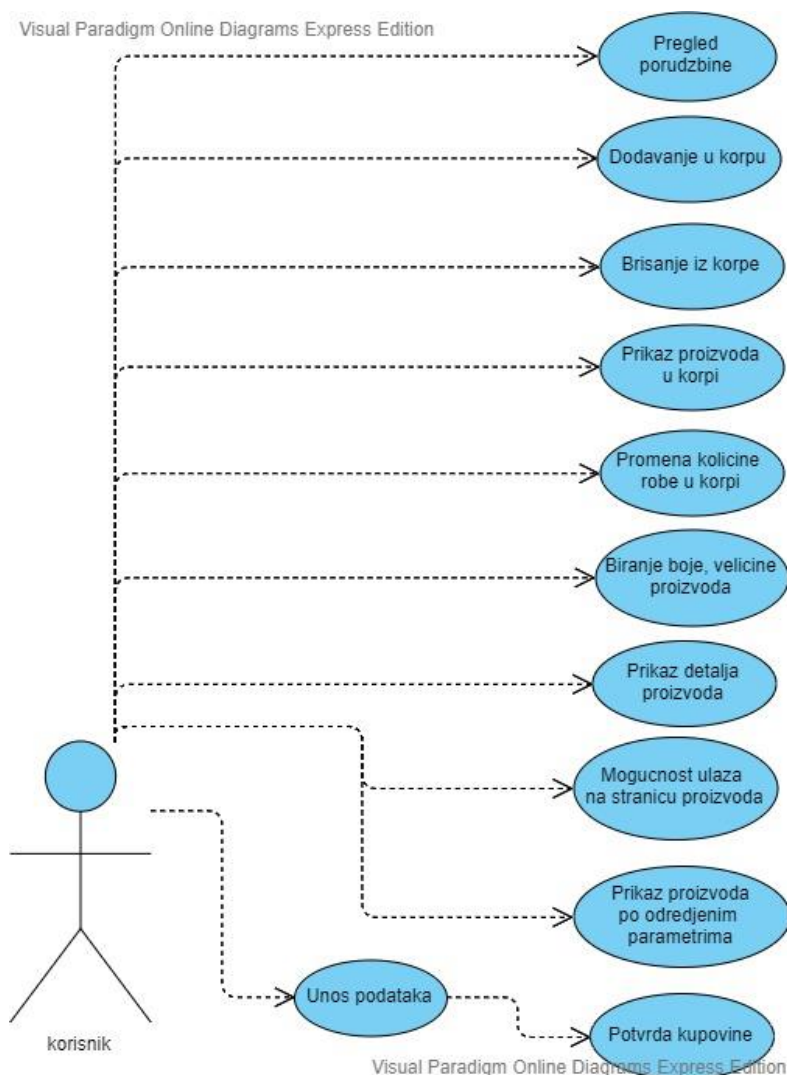 Visual Paradigm Online Diagrams Express Edition
Pregled
porudzbine
Dodavanje u korpu
Brisanje iz korpe
Prikaz proizvoda
u korpi
Promena kolicine
robe u korpi
Biranje boje, velicine
proizvoda
Prikaz detalja
proizvoda
Mogucnost ulaza
na stranicu proizvoda
Prikaz proizvoda
po odredjenim
parametrima
Unos podataka
Potvrda kupovine
korisnik
Visual Paradigm Online Diagrams Express Edition